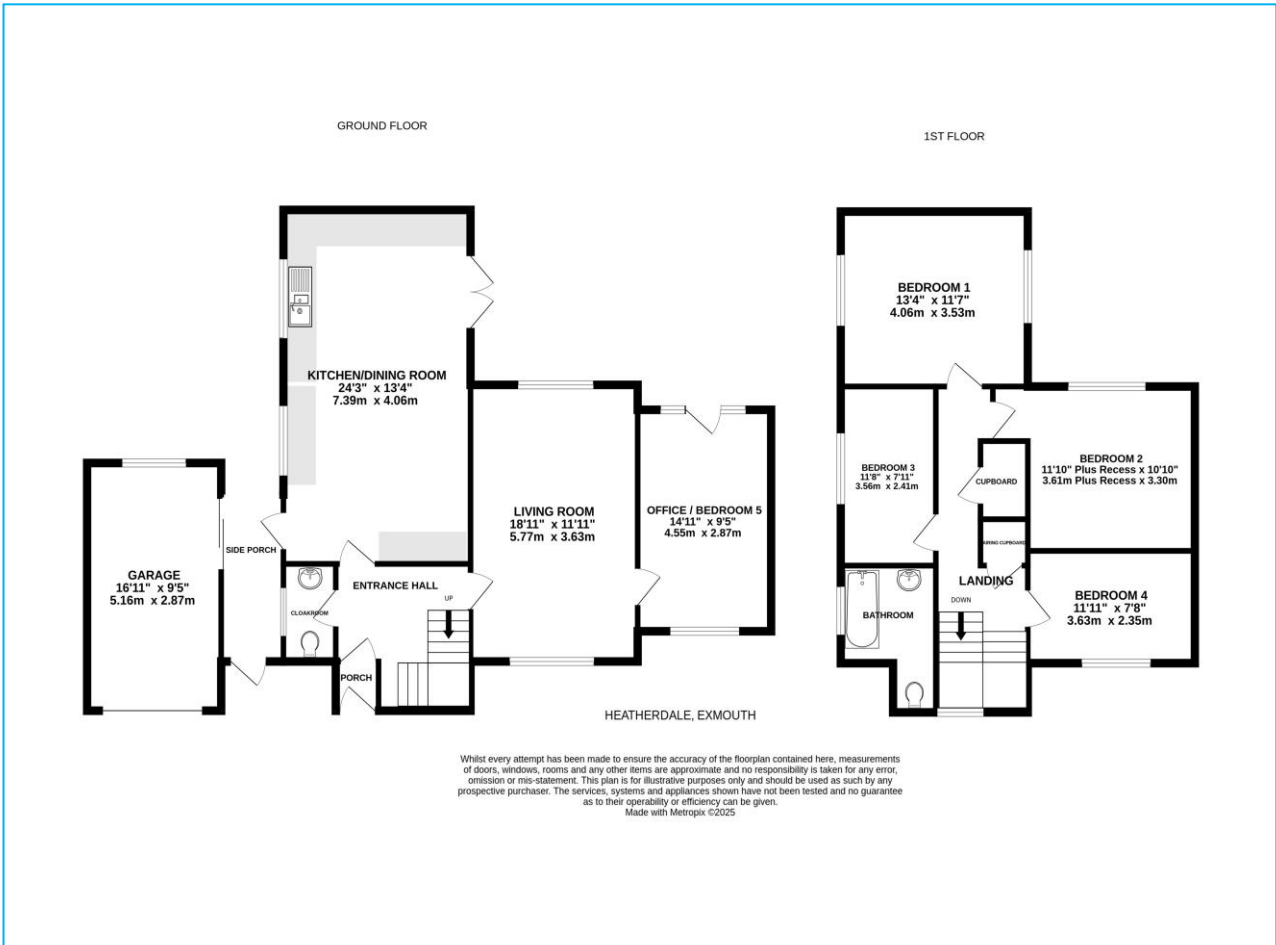 GROUND FLOOR
1ST FLOOR
KITCHEN/DINING ROOM
24'3" x 13'4"
7.39m x 4.06m
LIVING ROOM
18'11" x 11'11"
5.77m x 3.63m
OFFICE / BEDROOM 5
14'11" x 9'5"
4.55m x 2.87m
SIDE PORCH
GARAGE
16'11" x 9'5"
5.16m x 2.87m
ENTRANCE HALL
UP
CLOAKROOM
PORCH
BEDROOM 1
13'4" x 11'7"
4.06m x 3.53m
BEDROOM 2
11'10" Plus Recess x 10'10"
3.61m Plus Recess x 3.30m
BEDROOM 3
11'8" x 7'11"
3.56m x 2.41m
CUPBOARD
AIRING CUPBOARD
LANDING
DOWN
BATHROOM
BEDROOM 4
11'11" x 7'8"
3.63m x 2.35m
HEATHERDALE, EXMOUTH
Whilst every attempt has been made to ensure the accuracy of the floorplan contained here, measurements
of doors, windows, rooms and any other items are approximate and no responsibility is taken for any error,
omission or mis-statement. This plan is for illustrative purposes only and should be used as such by any
prospective purchaser. The services, systems and appliances shown have not been tested and no guarantee
as to their operability or efficiency can be given.
Made with Metropix ©2025